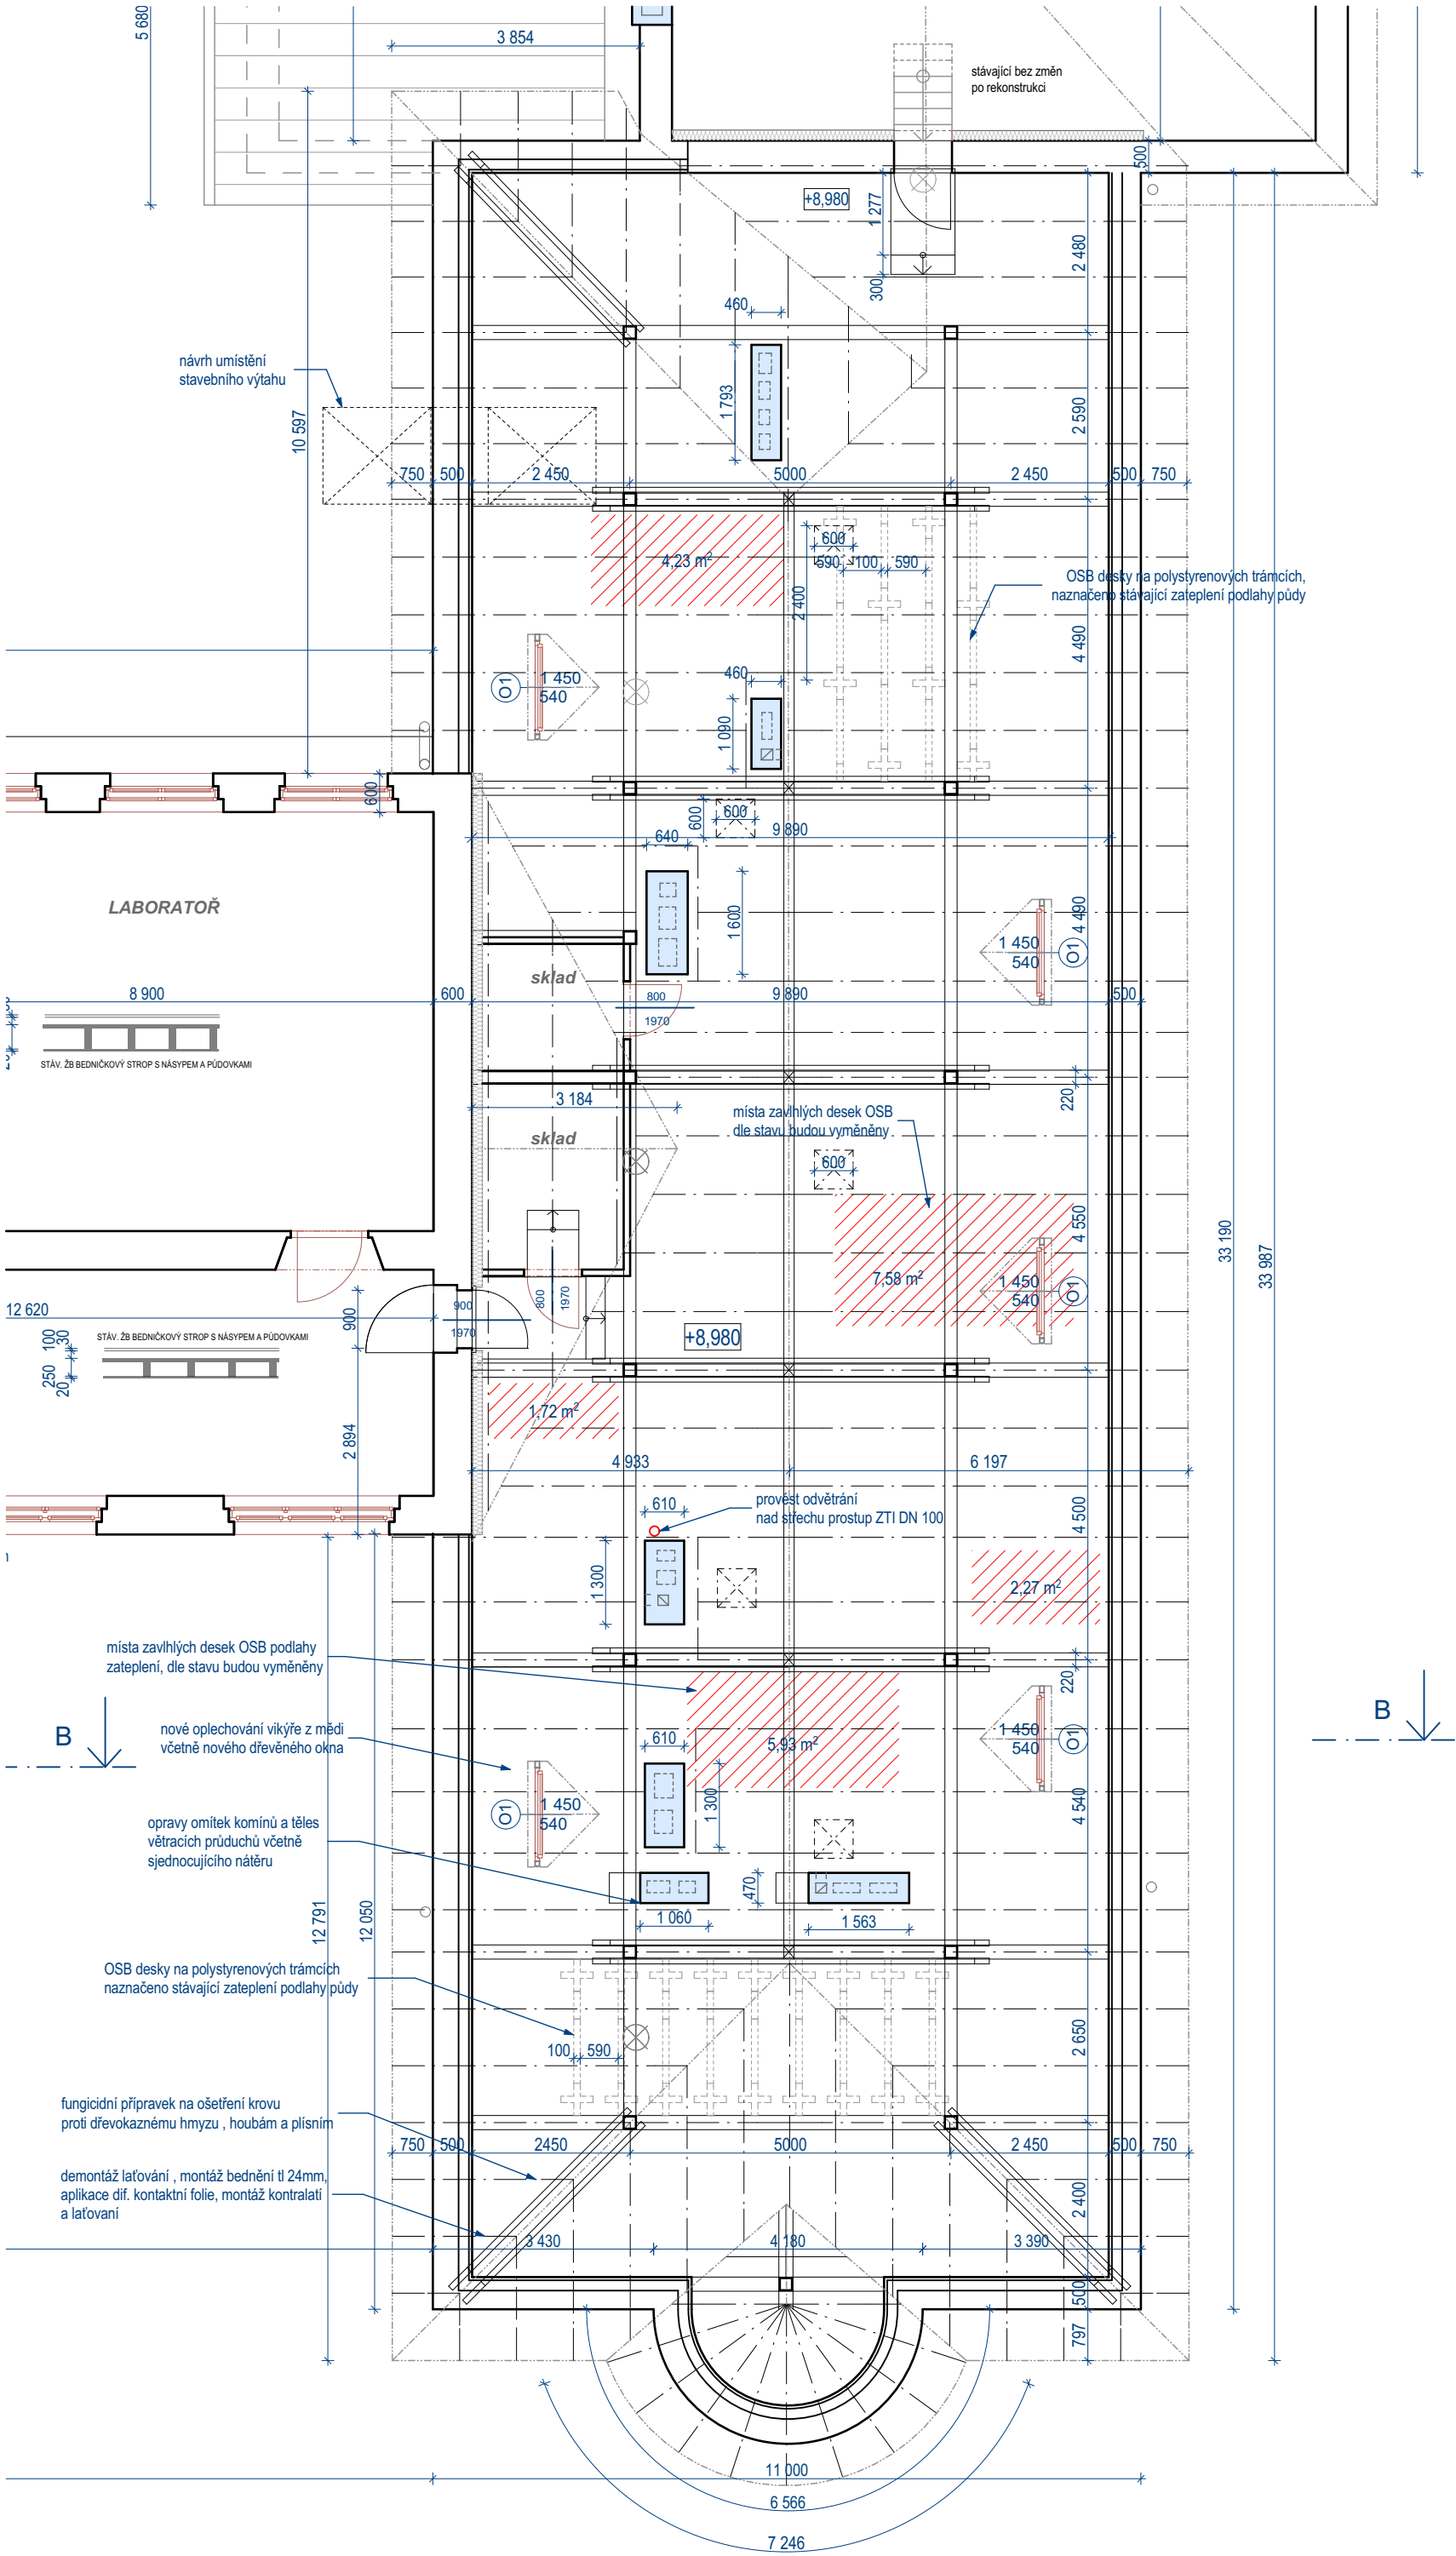 5 680
3 854
stávající bez změn
po rekonstrukci
500
+8,980
1 277
300
2 480
460
návrh umístění
stavebního výtahu
10 597
1 793
2 590
750
500
2 450
5000
2 450
500
750
4,23 m²
600
590
100
590
2 400
OSB desky na polystyrenových trámcích,
naznačeno stávající zateplení podlahy půdy
4 490
O1
1 450
540
460
1 090
600
600
600
9 890
640
LABORATOŘ
1 600
4 490
1 450
540
O1
sklad
8 900
600
9 890
500
800
1970
STÁV. ŽB BEDNIČKOVÝ STROP S NÁSYPEM A PŮDOVKAMI
220
3 184
místa zavlhlých desek OSB
dle stavu budou vyměněny
sklad
600
4 550
33 190
33 987
7,58 m²
1 450
540
O1
12 620
900
900
1970
800
1970
+8,980
STÁV. ŽB BEDNIČKOVÝ STROP S NÁSYPEM A PŮDOVKAMI
250
100
20
30
1,72 m²
2 894
4 933
6 197
610
provést odvětrání
nad střechu prostup ZTI DN 100
4 500
1 300
2,27 m²
místa zavlhlých desek OSB podlahy
zateplení, dle stavu budou vyměněny
220
B
nové oplechování vikýře z mědi
včetně nového dřevěného okna
610
5,93 m²
1 450
540
O1
B
O1
1 450
540
1 300
4 540
opravy omítek komínů a těles
větracích průduchů včetně
sjednocujícího nátěru
470
1 060
1 563
12 791
12 050
OSB desky na polystyrenových trámcích
naznačeno stávající zateplení podlahy půdy
100
590
2 650
fungicidní přípravek na ošetření krovu
proti dřevokaznému hmyzu , houbám a plísním
750
500
2450
5000
2 450
500
750
demontáž laťování , montáž bednění tl 24mm,
aplikace dif. kontaktní folie, montáž kontralatí
a laťovaní
2 400
3 430
4 180
3 390
500
797
11 000
6 566
7 246